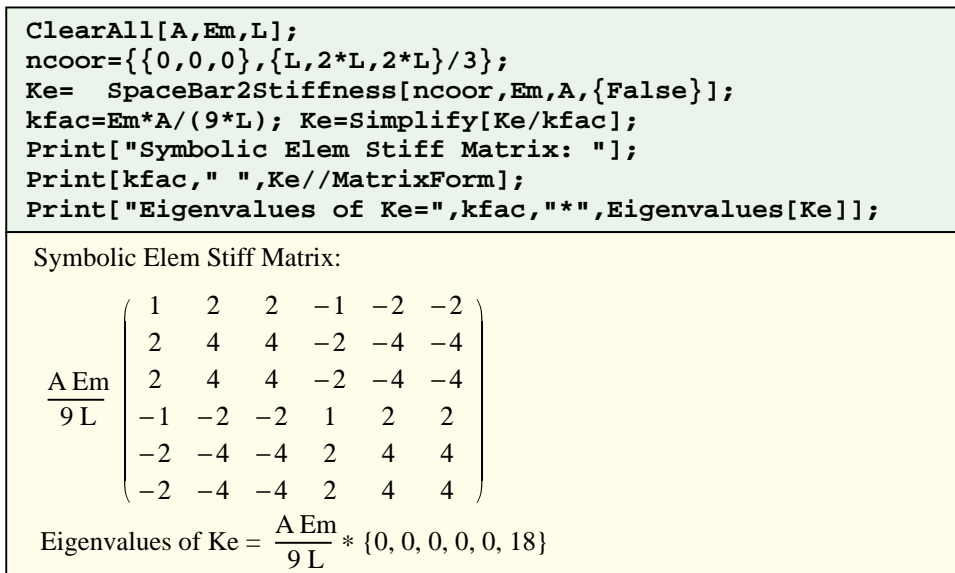 ClearAll[A,Em,L];
ncoor={{0,0,0},{L,2*L,2*L}/3};
Ke=  SpaceBar2Stiffness[ncoor,Em,A,{False}];
kfac=Em*A/(9*L); Ke=Simplify[Ke/kfac];
Print["Symbolic Elem Stiff Matrix: "];
Print[kfac," ",Ke//MatrixForm];
Print["Eigenvalues of Ke=",kfac,"*",Eigenvalues[Ke]];
Symbolic Elem Stiff Matrix:
1 2 2 −1 −2 −2
2 4 4 −2 −4 −4
A Em 2 4 4 −2 −4 −4
9 L −1 −2 −2 1 2 2
−2 −4 −4 2 4 4
−2 −4 −4 2 4 4
Eigenvalues of Ke = A Em / 9 L * {0, 0, 0, 0, 0, 18}